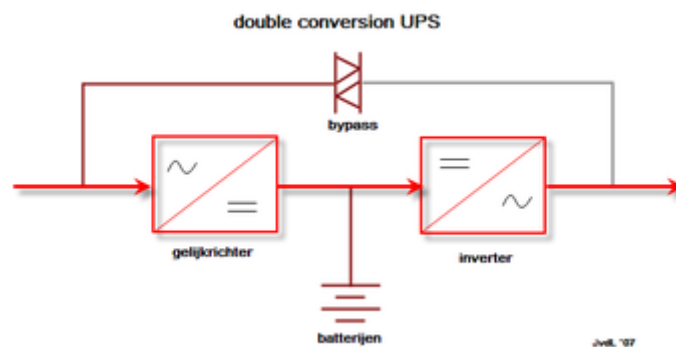 double conversion UPS
bypass
gelijkrichter
inverter
batterijen
JvdL '07